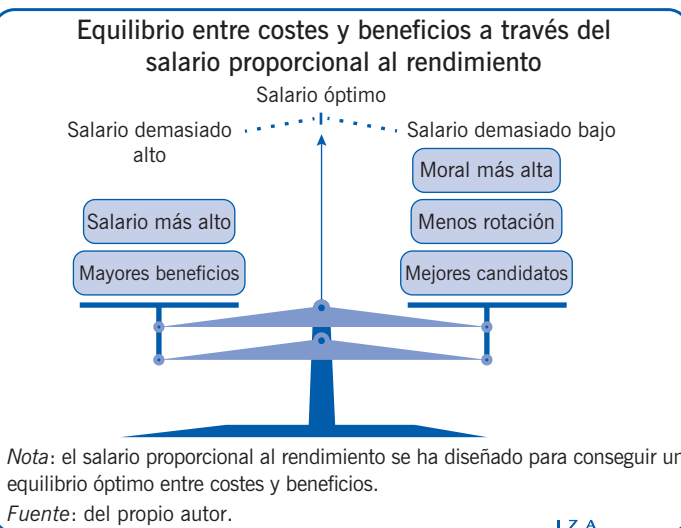 Equilibrio entre costes y beneficios a través del
salario proporcional al rendimiento
Salario óptimo
Salario demasiado
alto
Salario demasiado bajo
Moral más alta
Salario más alto
Menos rotación
Mayores beneficios
Mejores candidatos
Nota: el salario proporcional al rendimiento se ha diseñado para conseguir un
equilibrio óptimo entre costes y beneficios.
Fuente: del propio autor.
I Z A